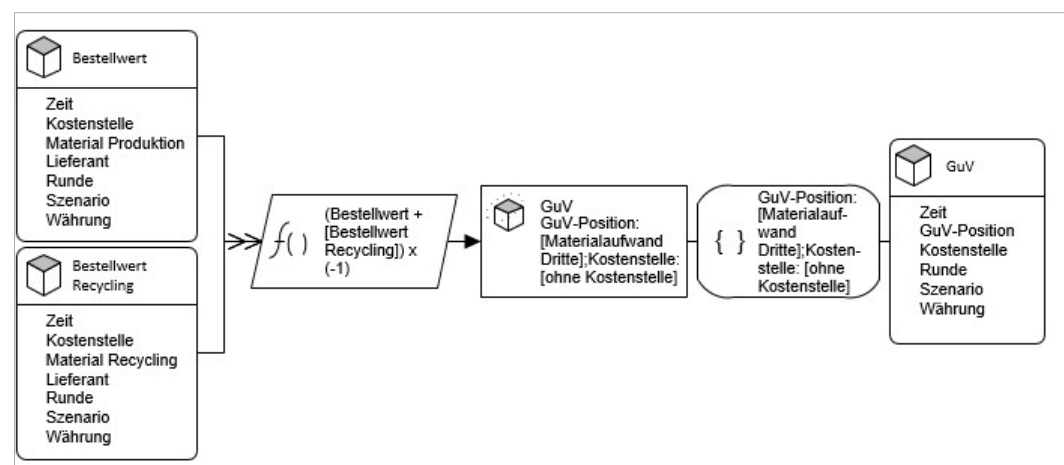 Bestellwert
Zeit
Kostenstelle
Material Produktion
Lieferant
Runde
Szenario
Währung
Bestellwert
Recycling
Zeit
Kostenstelle
Material Recycling
Lieferant
Runde
Szenario
Währung
f()
(Bestellwert +
[Bestellwert
Recycling]) x
(-1)
GuV
GuV-Position:
[Materialaufwand
Dritte];Kostenstelle:
[ohne Kostenstelle]
{ }
GuV-Position:
[Materialauf-
wand
Dritte];Kosten-
stelle: [ohne
Kostenstelle]
GuV
Zeit
GuV-Position
Kostenstelle
Runde
Szenario
Währung